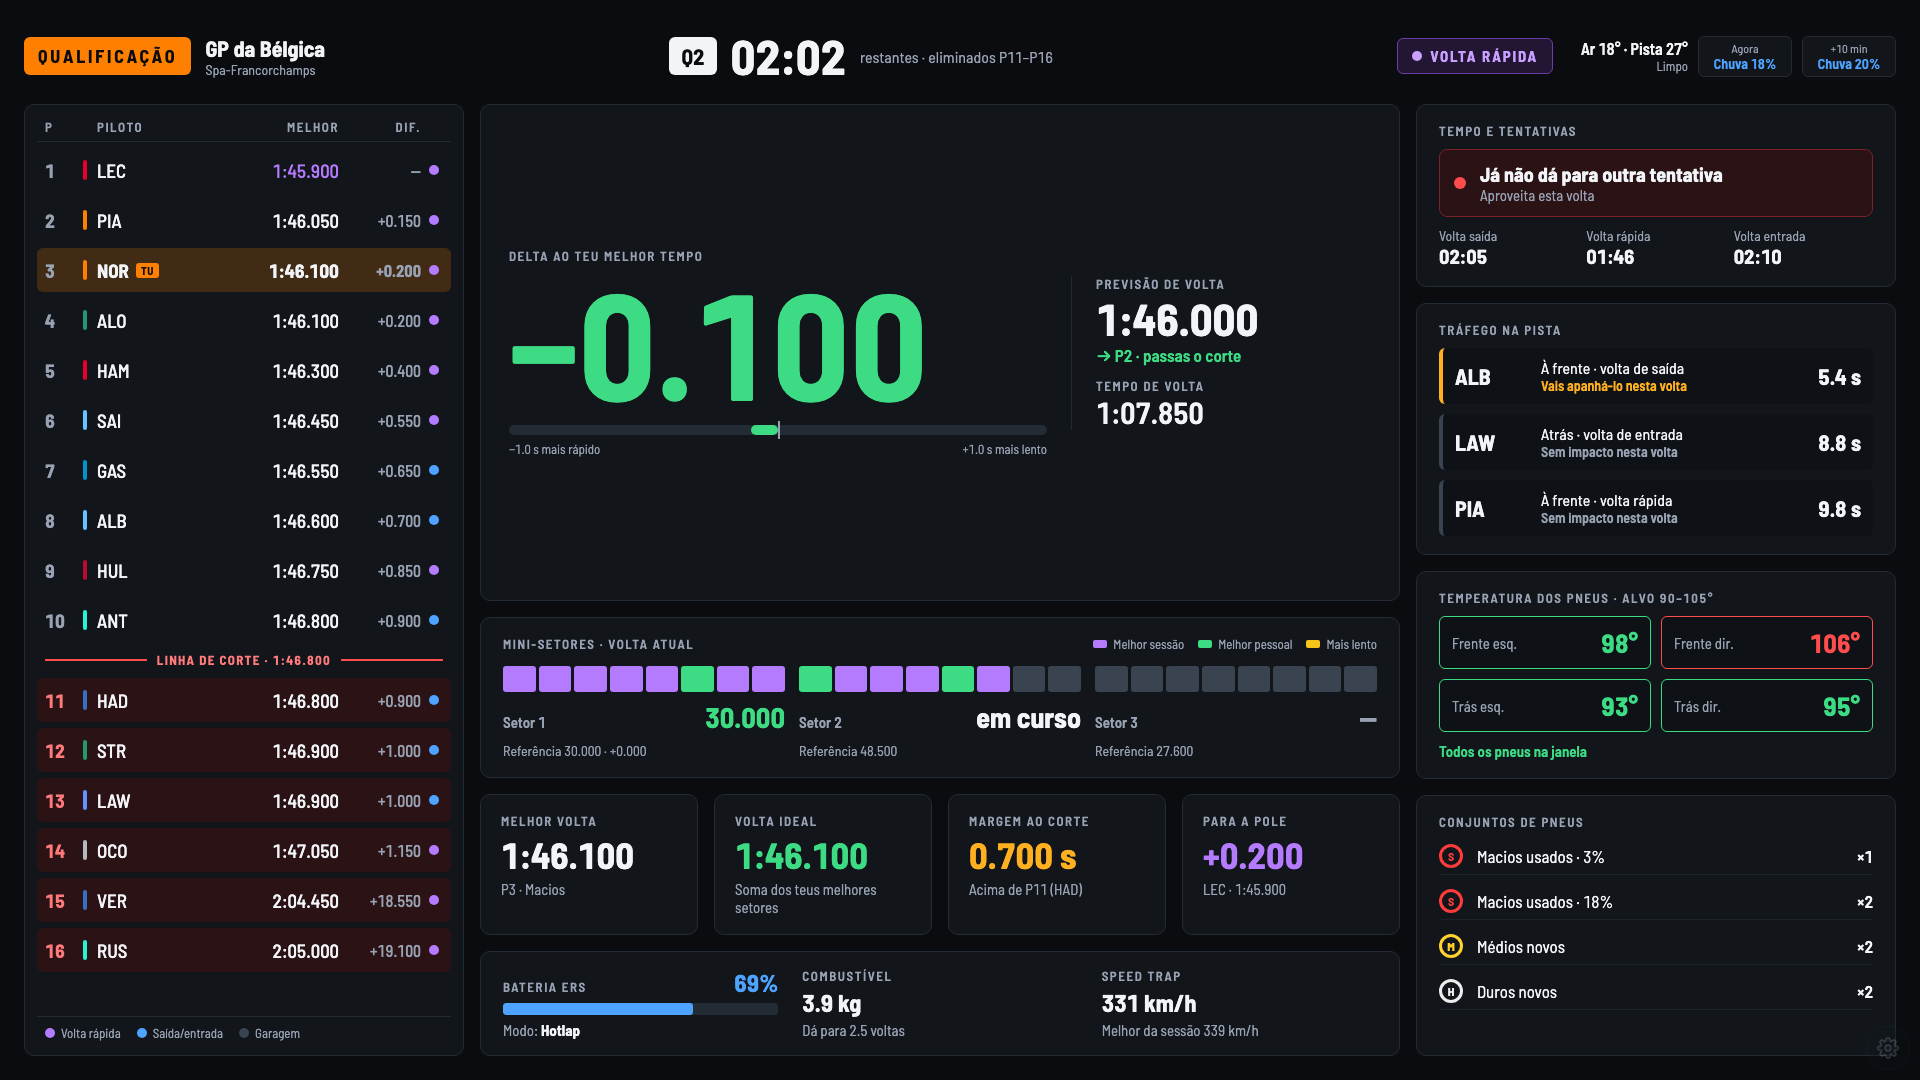 QUALIFICAÇÃO
GP da Bélgica
Spa-Francorchamps
Q2
02:02
restantes · eliminados P11–P16
VOLTA RÁPIDA
Ar 18° · Pista 27°
Limpo
Agora
Chuva 18%
+10 min
Chuva 20%
P PILOTO MELHOR DIF.
1 LEC 1:45.900 –
2 PIA 1:46.050 +0.150
3 NOR TU 1:46.100 +0.200
4 ALO 1:46.100 +0.200
5 HAM 1:46.300 +0.400
6 SAI 1:46.450 +0.550
7 GAS 1:46.550 +0.650
8 ALB 1:46.600 +0.700
9 HUL 1:46.750 +0.850
10 ANT 1:46.800 +0.900
LINHA DE CORTE · 1:46.800
11 HAD 1:46.800 +0.900
12 STR 1:46.900 +1.000
13 LAW 1:46.900 +1.000
14 OCO 1:47.050 +1.150
15 VER 2:04.450 +18.550
16 RUS 2:05.000 +19.100
Volta rápida Saída/entrada Garagem
DELTA AO TEU MELHOR TEMPO
−0.100
−1.0 s mais rápido +1.0 s mais lento
PREVISÃO DE VOLTA
1:46.000
→ P2 · passas o corte
TEMPO DE VOLTA
1:07.850
MINI-SETORES · VOLTA ATUAL
Melhor sessão Melhor pessoal Mais lento
Setor 1 30.000
Referência 30.000 · +0.000
Setor 2 em curso
Referência 48.500
Setor 3 —
Referência 27.600
MELHOR VOLTA
1:46.100
P3 · Macios
VOLTA IDEAL
1:46.100
Soma dos teus melhores
setores
MARGEM AO CORTE
0.700 s
Acima de P11 (HAD)
PARA A POLE
+0.200
LEC · 1:45.900
BATERIA ERS 69%
Modo: Hotlap
COMBUSTÍVEL
3.9 kg
Dá para 2.5 voltas
SPEED TRAP
331 km/h
Melhor da sessão 339 km/h
TEMPO E TENTATIVAS
Já não dá para outra tentativa
Aproveita esta volta
Volta saída Volta rápida Volta entrada
02:05 01:46 02:10
TRÁFEGO NA PISTA
ALB À frente · volta de saída 5.4 s
Vais apanhá-lo nesta volta
LAW Atrás · volta de entrada 8.8 s
Sem impacto nesta volta
PIA À frente · volta rápida 9.8 s
Sem impacto nesta volta
TEMPERATURA DOS PNEUS · ALVO 90–105°
Frente esq. 98°
Frente dir. 106°
Trás esq. 93°
Trás dir. 95°
Todos os pneus na janela
CONJUNTOS DE PNEUS
S Macios usados · 3% ×1
S Macios usados · 18% ×2
M Médios novos ×2
H Duros novos ×2